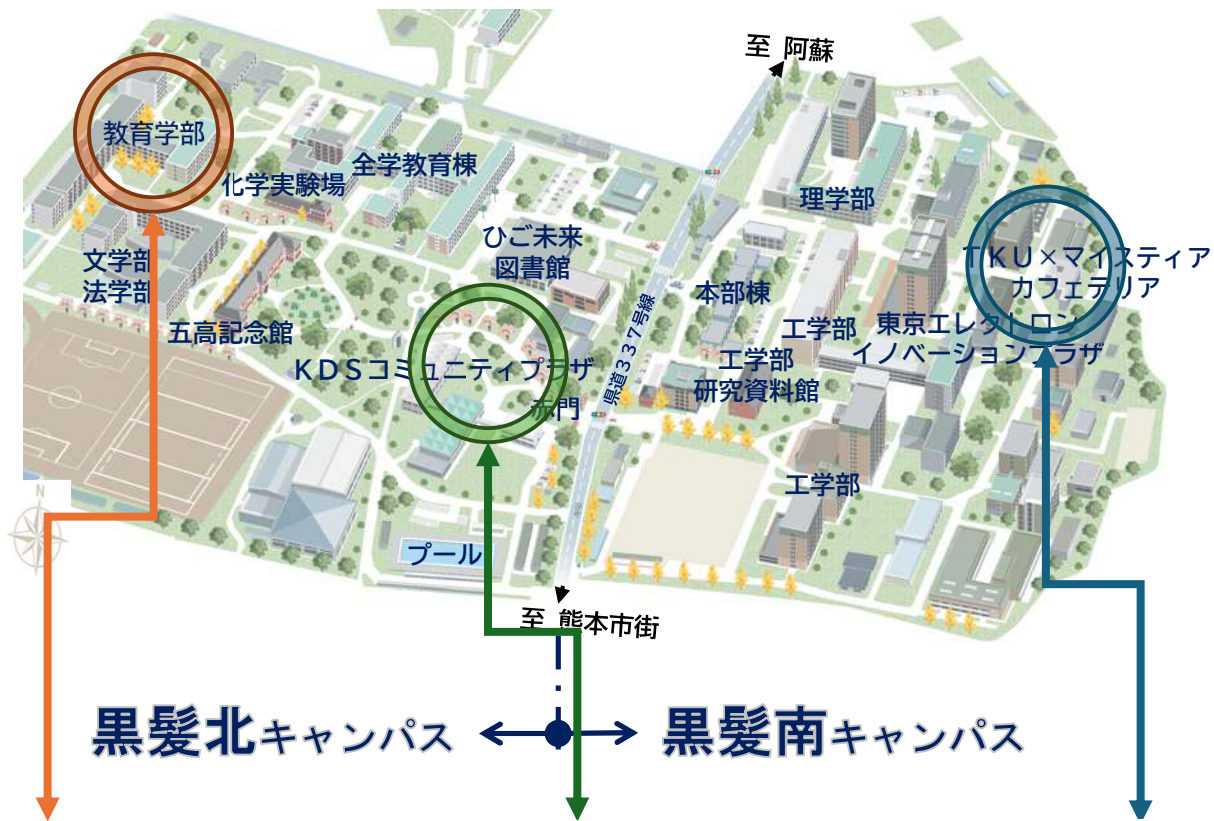 至 阿蘇
教育学部
化学実験場
全学教育棟
理学部
ひご未来
図書館
TKU×マイスティア
カフェテリア
文学部
法学部
五高記念館
本部棟
県道337号線
工学部
東京エレクトロン
イノベーションプラザ
KDSコミュニティプラザ
工学部
研究資料館
赤門
工学部
N
プール
至 熊本市街
黒髪北キャンパス
黒髪南キャンパス